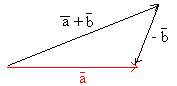 a̅ + b̅
- b̅
a̅